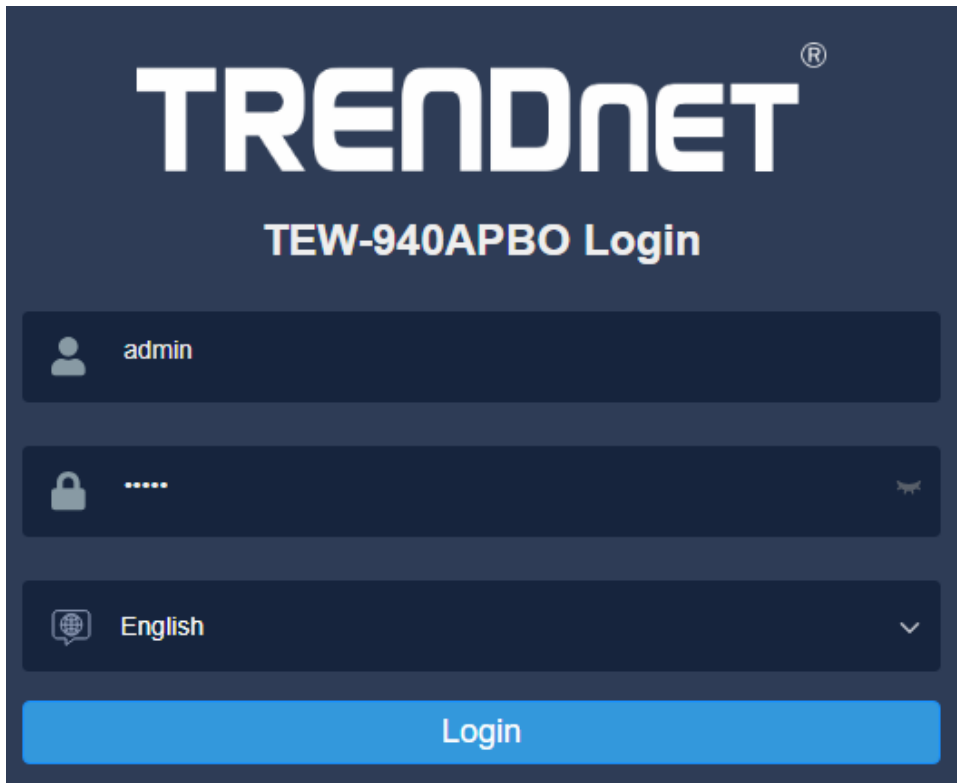 TRENDNET®
TEW-940APBO Login
admin
•••••
English
Login